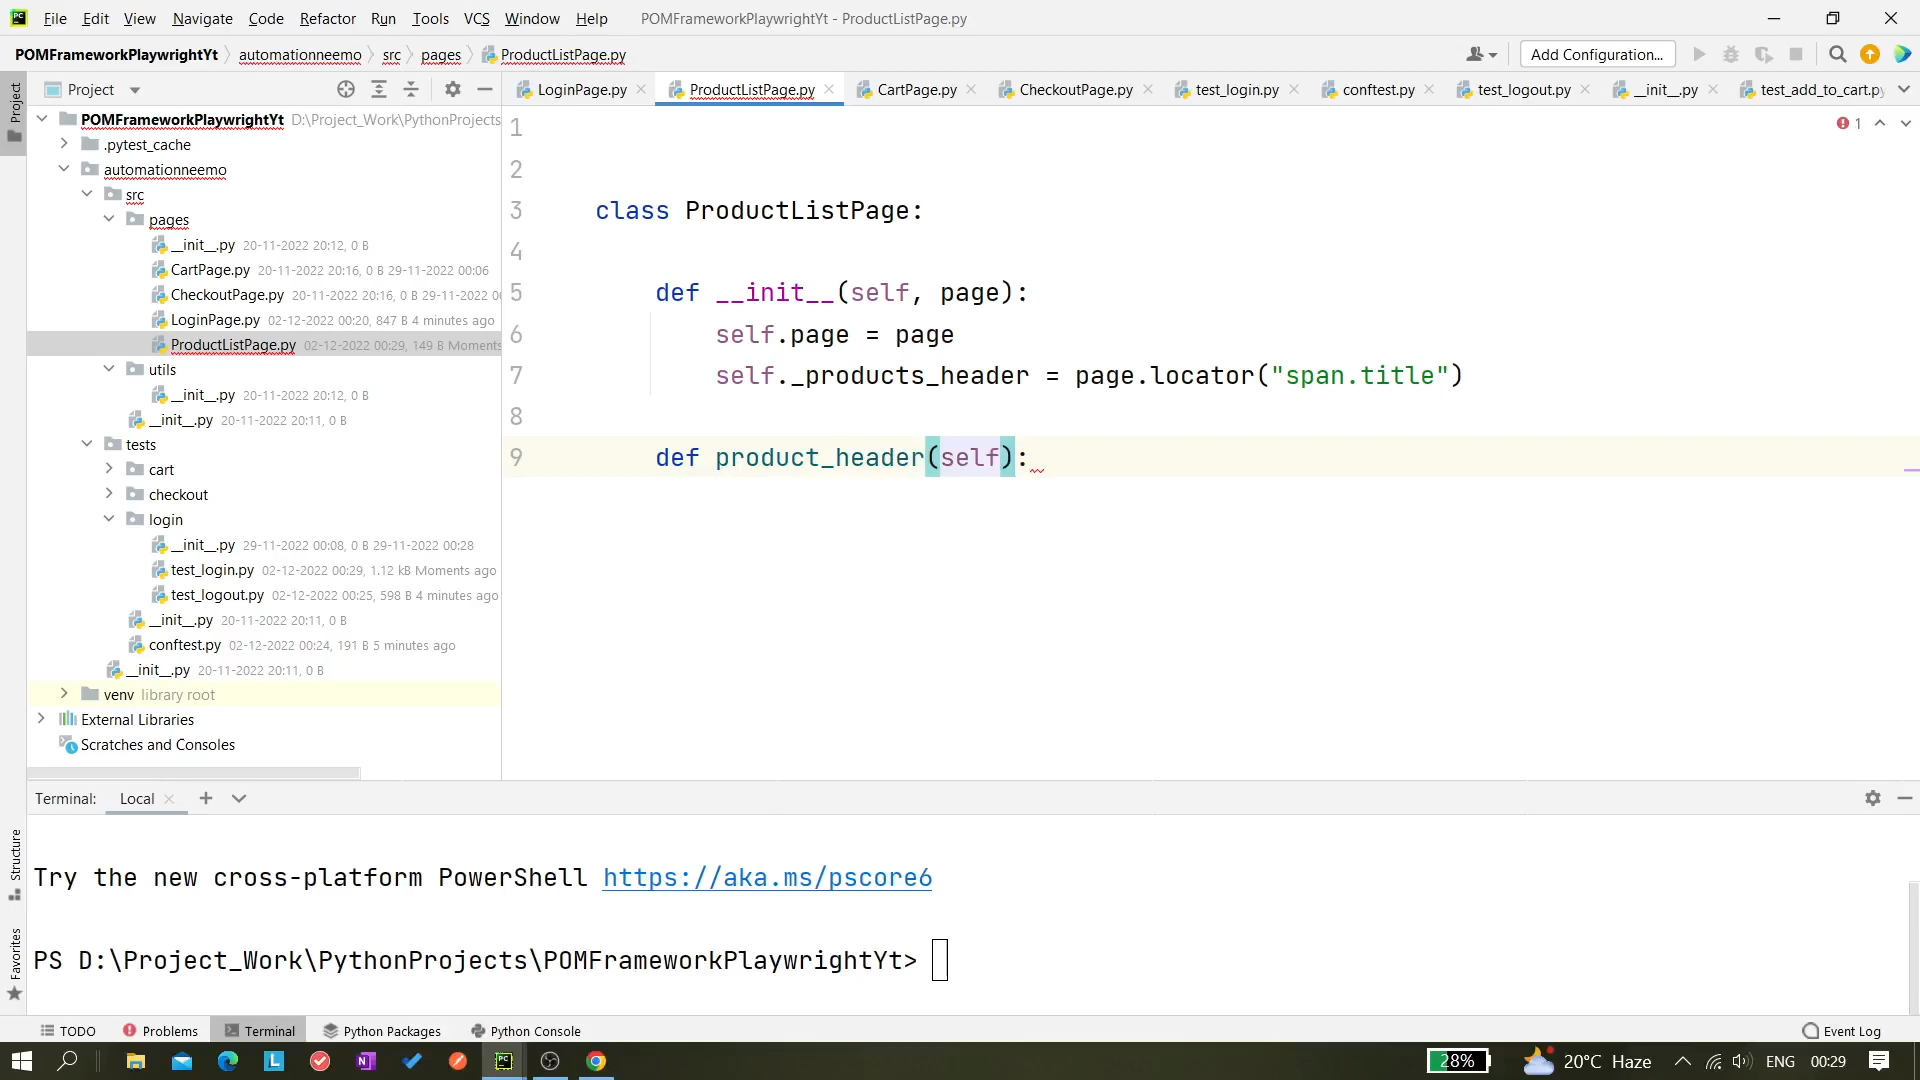 File Edit View Navigate Code Refactor Run Tools VCS Window Help POMFrameworkPlaywrightYt - ProductListPage.py
POMFrameworkPlaywrightYt automationneemo src pages ProductListPage.py Add Configuration...
Project LoginPage.py ProductListPage.py CartPage.py CheckoutPage.py test_login.py conftest.py test_logout.py __init__.py test_add_to_cart.py
Project
POMFrameworkPlaywrightYt D:\Project_Work\PythonProjects
.pytest_cache
automationneemo
src
pages
__init__.py 20-11-2022 20:12, 0 B
CartPage.py 20-11-2022 20:16, 0 B 29-11-2022 00:06
CheckoutPage.py 20-11-2022 20:16, 0 B 29-11-2022 0
LoginPage.py 02-12-2022 00:20, 847 B 4 minutes ago
ProductListPage.py 02-12-2022 00:29, 149 B Moments
utils
__init__.py 20-11-2022 20:12, 0 B
__init__.py 20-11-2022 20:11, 0 B
tests
cart
checkout
login
__init__.py 29-11-2022 00:08, 0 B 29-11-2022 00:28
test_login.py 02-12-2022 00:29, 1.12 kB Moments ago
test_logout.py 02-12-2022 00:25, 598 B 4 minutes ago
__init__.py 20-11-2022 20:11, 0 B
conftest.py 02-12-2022 00:24, 191 B 5 minutes ago
__init__.py 20-11-2022 20:11, 0 B
venv library root
External Libraries
Scratches and Consoles
1
1
2
3 class ProductListPage:
4
5 def __init__(self, page):
6 self.page = page
7 self._products_header = page.locator("span.title")
8
9 def product_header(self):
Terminal: Local
Structure
Favorites
Try the new cross-platform PowerShell https://aka.ms/pscore6
PS D:\Project_Work\PythonProjects\POMFrameworkPlaywrightYt>
TODO Problems Terminal Python Packages Python Console Event Log
28% 20°C Haze ENG 00:29